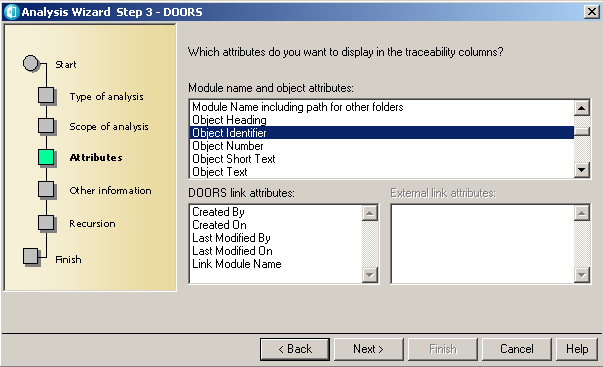 Analysis Wizard Step 3 - DOORS
Start
Type of analysis
Scope of analysis
Attributes
Other information
Recursion
Finish
Which attributes do you want to display in the traceability columns?
Module name and object attributes:
Module Name including path for other folders
Object Heading
Object Identifier
Object Number
Object Short Text
Object Text
DOORS link attributes:
Created By
Created On
Last Modified By
Last Modified On
Link Module Name
External link attributes:
< Back
Next >
Finish
Cancel
Help